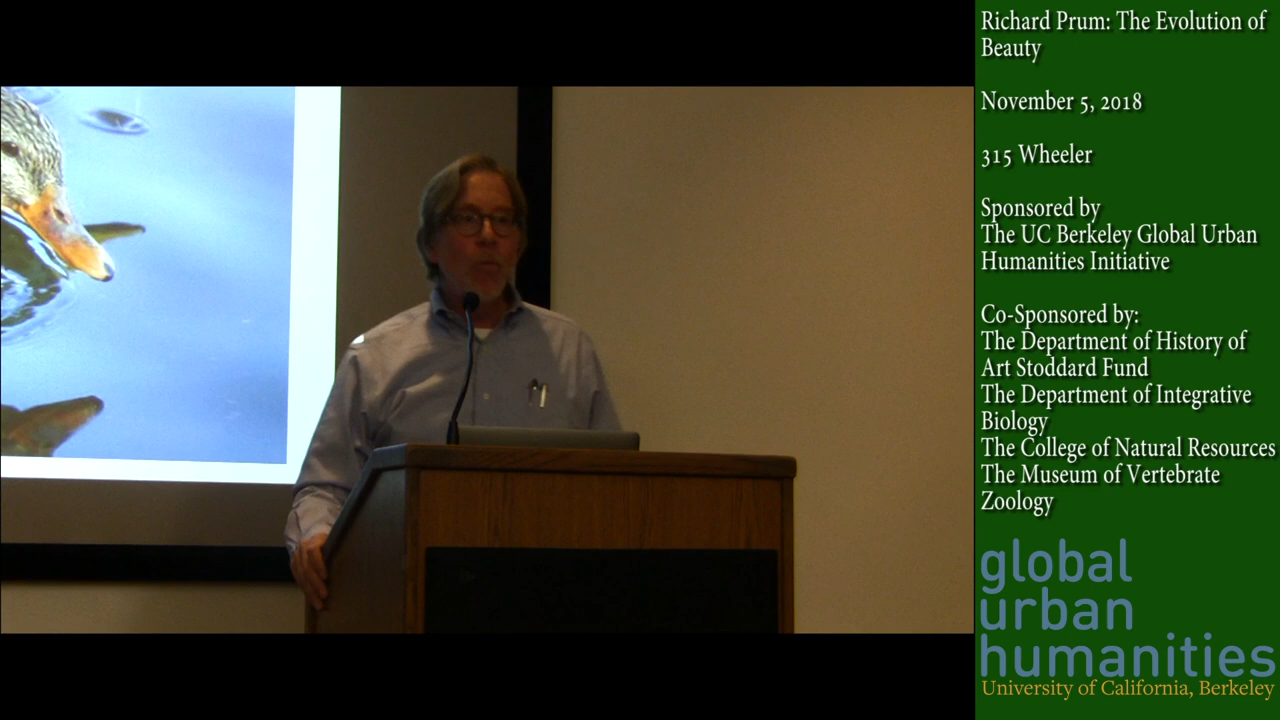 Richard Prum: The Evolution of
Beauty
November 5, 2018
315 Wheeler
Sponsored by
The UC Berkeley Global Urban
Humanities Initiative
Co-Sponsored by:
The Department of History of
Art Stoddard Fund
The Department of Integrative
Biology
The College of Natural Resources
The Museum of Vertebrate
Zoology
global
urban
humanities
University of California, Berkeley